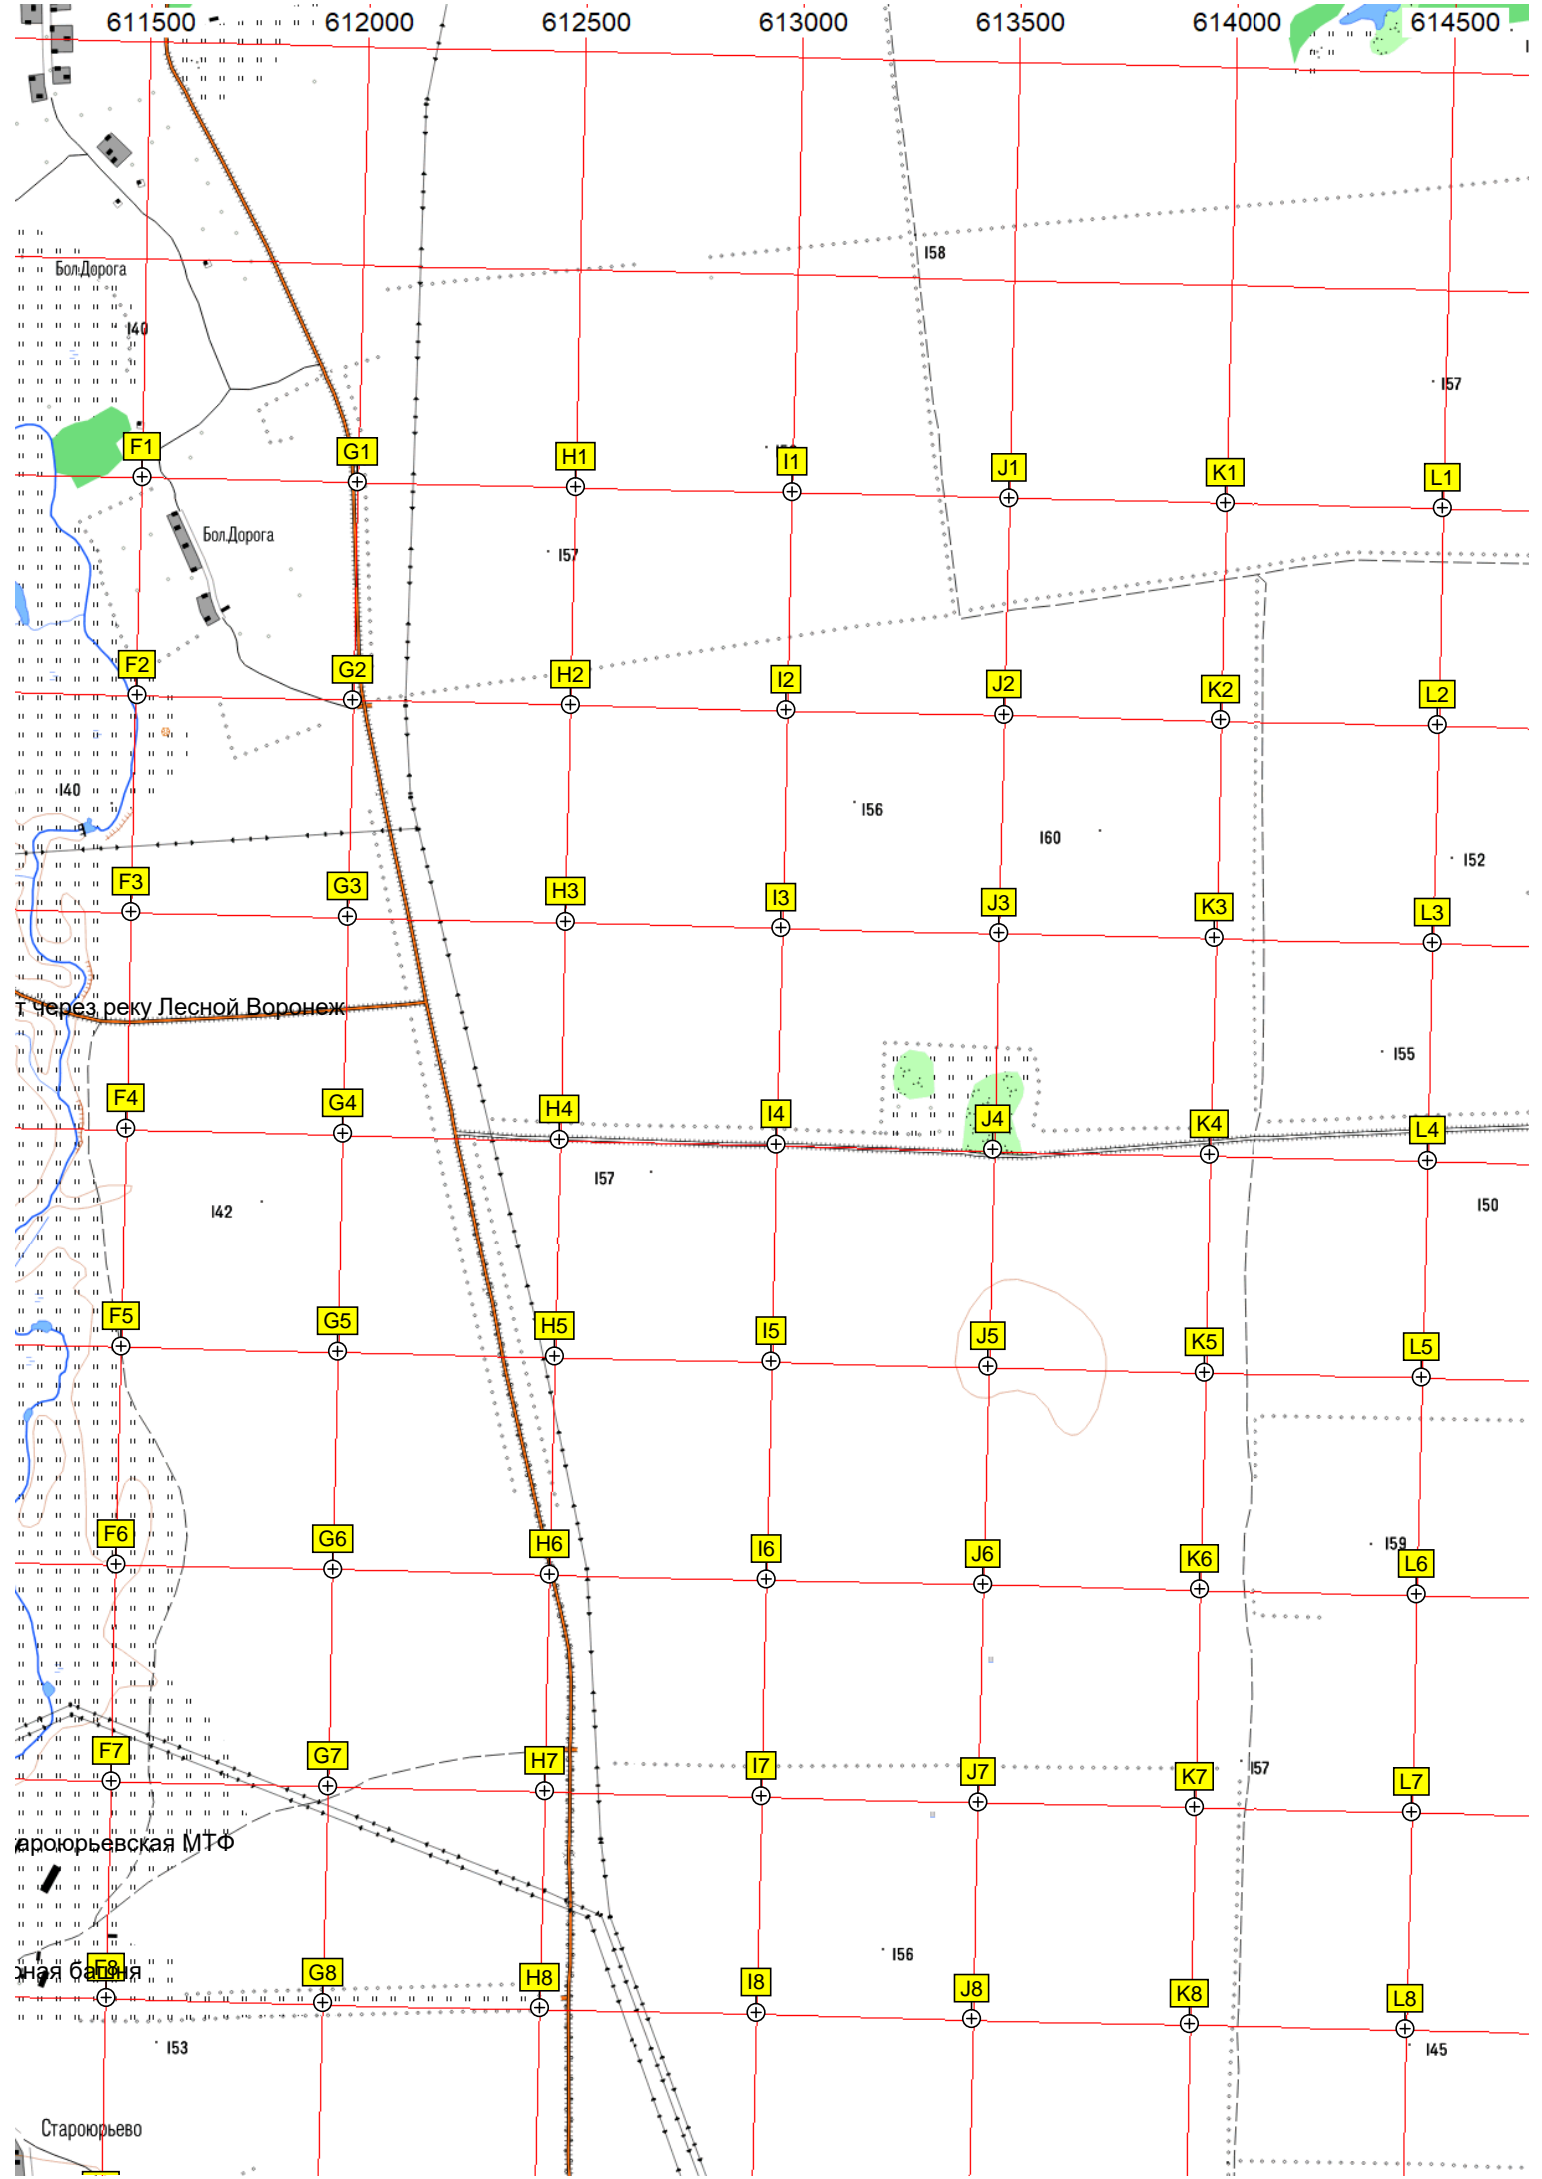 611500 612000 612500 613000 613500 614000 614500
158
Бол.Дорога
140
157
F1 G1 H1 I1 J1 K1 L1
Бол.Дорога
157
F2 G2 H2 I2 J2 K2 L2
140
156
160
152
F3 G3 H3 I3 J3 K3 L3
т через реку Лесной Воронеж
155
F4 G4 H4 I4 J4 K4 L4
157
142
150
F5 G5 H5 I5 J5 K5 L5
159
F6 G6 H6 I6 J6 K6 L6
157
F7 G7 H7 I7 J7 K7 L7
ароюрьевская МТФ
156
ная башня
F8 G8 H8 I8 J8 K8 L8
153
145
Староюрьево